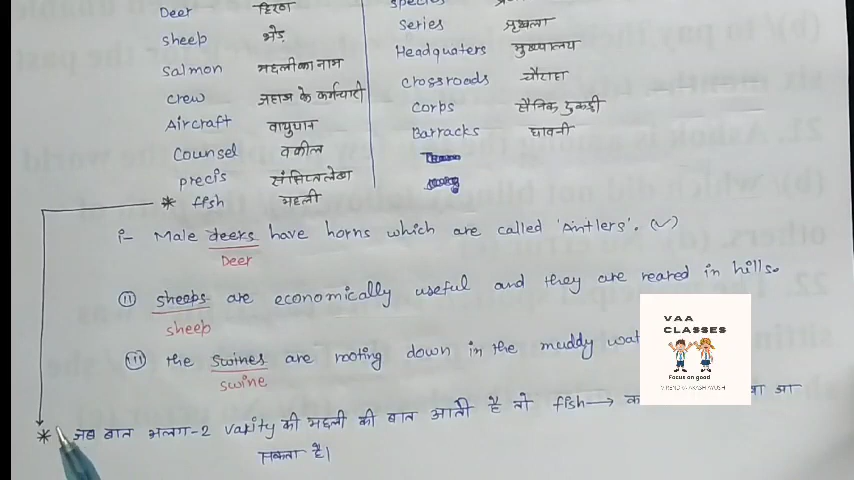 Deer हिरण
sheep भेड़
salmon मछली का नाम
crew जहाज के कर्मचारी
Aircraft वायुयान
counsel वकील
precis संक्षिप्त लेख
* fish मछली
species
series श्रृंखला
Headquaters मुख्यालय
crossroads चौराहा
corps सैनिक टुकड़ी
Barracks छावनी
i- Male deers have horns which are called 'Antlers'. (V)
Deer
(ii) sheeps are economically useful and they are reared in hills.
sheep
(iii) the swines are rooting down in the muddy
swine
* जब बात अलग-2 varity की मछली की बात आती है तो fish→ जा
सकता है।
VAA
CLASSES
Focus on good